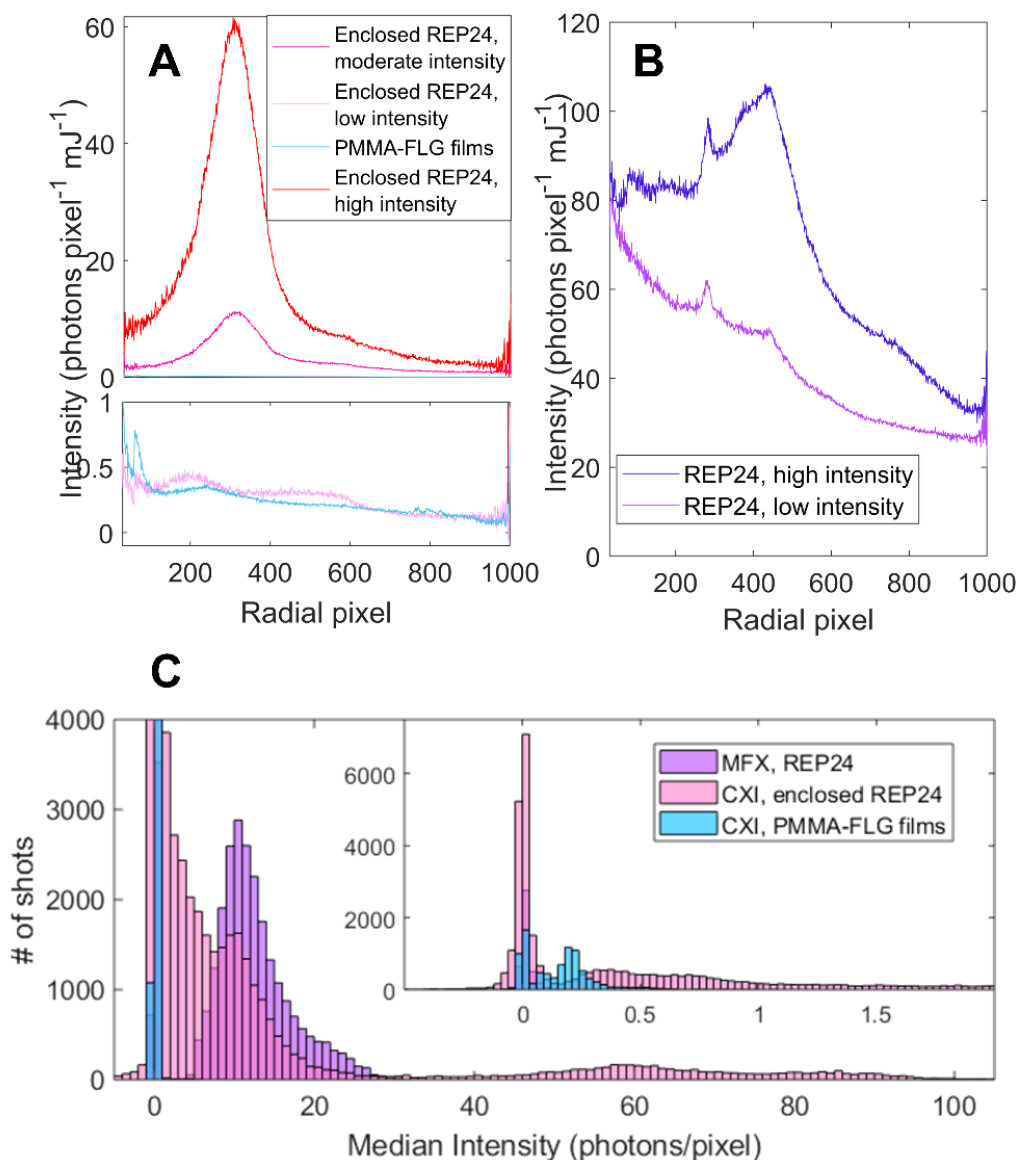 A
Intensity (photons pixel⁻¹ mJ⁻¹)
60
40
20
0
Enclosed REP24,
moderate intensity
Enclosed REP24,
low intensity
PMMA-FLG films
Enclosed REP24,
high intensity
1
0.5
0
200 400 600 800 1000
Radial pixel
B
Intensity (photons pixel⁻¹ mJ⁻¹)
120
100
80
60
40
20
0
REP24, high intensity
REP24, low intensity
200 400 600 800 1000
Radial pixel
C
# of shots
4000
3000
2000
1000
0
6000
4000
2000
0
MFX, REP24
CXI, enclosed REP24
CXI, PMMA-FLG films
0 0.5 1 1.5
0 20 40 60 80 100
Median Intensity (photons/pixel)